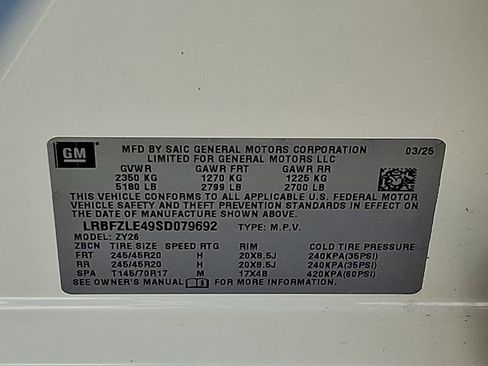 GM
MFD BY SAIC GENERAL MOTORS CORPORATION 03/25
LIMITED FOR GENERAL MOTORS LLC
GVWR GAWR FRT GAWR RR
2350 KG 1270 KG 1225 KG
5180 LB 2799 LB 2700 LB
THIS VEHICLE CONFORMS TO ALL APPLICABLE U.S. FEDERAL MOTOR
VEHICLE SAFETY AND THEFT PREVENTION STANDARDS IN EFFECT ON
THE DATE OF MANUFACTURE SHOWN ABOVE.
LRBFZLE49SD079692 TYPE: M.P.V.
MODEL: ZY26
ZBCN TIRE SIZE SPEED RTG RIM COLD TIRE PRESSURE
FRT 245/45R20 H 20X8.5J 240KPA(35PSI)
RR 245/45R20 H 20X8.5J 240KPA(35PSI)
SPA T145/70R17 M 17X4B 420KPA(60PSI)
SEE OWNER'S MANUAL FOR MORE INFORMATION.